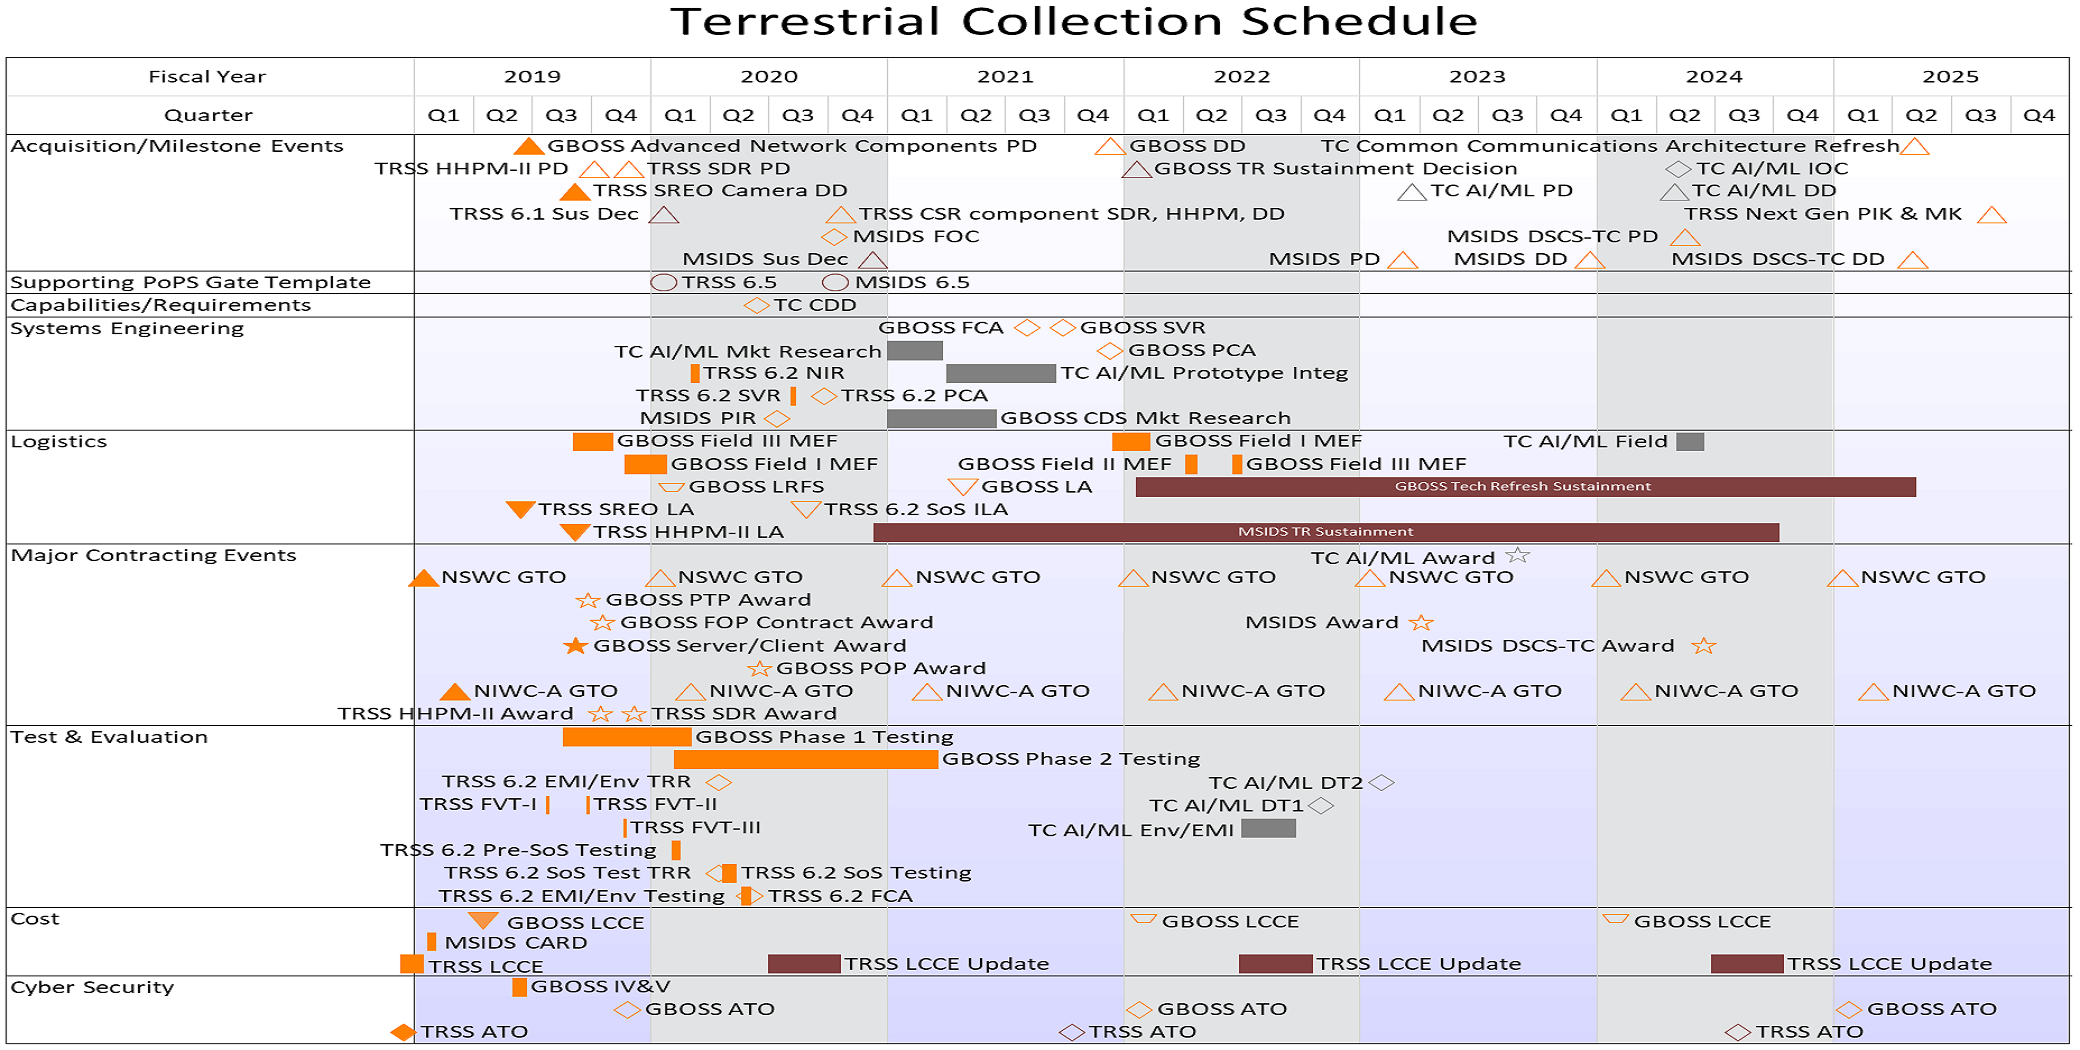 Terrestrial Collection Schedule
Fiscal Year 2019 2020 2021 2022 2023 2024 2025
Quarter Q1 Q2 Q3 Q4 Q1 Q2 Q3 Q4 Q1 Q2 Q3 Q4 Q1 Q2 Q3 Q4 Q1 Q2 Q3 Q4 Q1 Q2 Q3 Q4 Q1 Q2 Q3 Q4
Acquisition/Milestone Events GBOSS Advanced Network Components PD GBOSS DD TC Common Communications Architecture Refresh
TRSS HHPM-II PD TRSS SDR PD GBOSS TR Sustainment Decision TC AI/ML IOC
TRSS SREO Camera DD TC AI/ML PD TC AI/ML DD
TRSS 6.1 Sus Dec TRSS CSR component SDR, HHPM, DD TRSS Next Gen PIK & MK
MSIDS FOC MSIDS DSCS-TC PD
MSIDS Sus Dec MSIDS PD MSIDS DD MSIDS DSCS-TC DD
Supporting PoPS Gate Template TRSS 6.5 MSIDS 6.5
Capabilities/Requirements TC CDD
Systems Engineering GBOSS FCA GBOSS SVR
TC AI/ML Mkt Research GBOSS PCA
TRSS 6.2 NIR TC AI/ML Prototype Integ
TRSS 6.2 SVR TRSS 6.2 PCA
MSIDS PIR GBOSS CDS Mkt Research
Logistics GBOSS Field III MEF GBOSS Field I MEF TC AI/ML Field
GBOSS Field I MEF GBOSS Field II MEF GBOSS Field III MEF
GBOSS LRFS GBOSS LA GBOSS Tech Refresh Sustainment
TRSS SREO LA TRSS 6.2 SoS ILA
TRSS HHPM-II LA MSIDS TR Sustainment
Major Contracting Events TC AI/ML Award
NSWC GTO NSWC GTO NSWC GTO NSWC GTO NSWC GTO NSWC GTO NSWC GTO
GBOSS PTP Award
GBOSS FOP Contract Award MSIDS Award
GBOSS Server/Client Award MSIDS DSCS-TC Award
GBOSS POP Award
NIWC-A GTO NIWC-A GTO NIWC-A GTO NIWC-A GTO NIWC-A GTO NIWC-A GTO NIWC-A GTO
TRSS HHPM-II Award TRSS SDR Award
Test & Evaluation GBOSS Phase 1 Testing
GBOSS Phase 2 Testing
TRSS 6.2 EMI/Env TRR TC AI/ML DT2
TRSS FVT-I TRSS FVT-II TC AI/ML DT1
TRSS FVT-III TC AI/ML Env/EMI
TRSS 6.2 Pre-SoS Testing
TRSS 6.2 SoS Test TRR TRSS 6.2 SoS Testing
TRSS 6.2 EMI/Env Testing TRSS 6.2 FCA
Cost GBOSS LCCE GBOSS LCCE GBOSS LCCE
MSIDS CARD
TRSS LCCE TRSS LCCE Update TRSS LCCE Update TRSS LCCE Update
Cyber Security GBOSS IV&V
GBOSS ATO GBOSS ATO GBOSS ATO
TRSS ATO TRSS ATO TRSS ATO